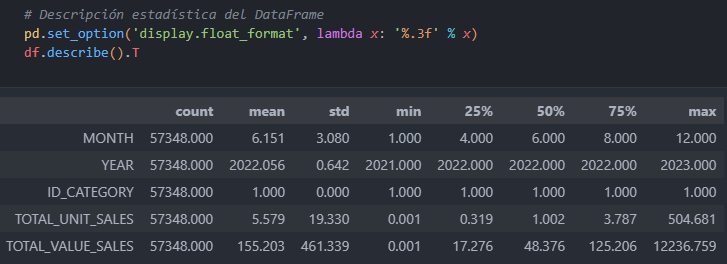 # Descripción estadística del DataFrame
pd.set_option('display.float_format', lambda x: '%.3f' % x)
df.describe().T
count mean std min 25% 50% 75% max
MONTH 57348.000 6.151 3.080 1.000 4.000 6.000 8.000 12.000
YEAR 57348.000 2022.056 0.642 2021.000 2022.000 2022.000 2022.000 2023.000
ID_CATEGORY 57348.000 1.000 0.000 1.000 1.000 1.000 1.000 1.000
TOTAL_UNIT_SALES 57348.000 5.579 19.330 0.001 0.319 1.002 3.787 504.681
TOTAL_VALUE_SALES 57348.000 155.203 461.339 0.001 17.276 48.376 125.206 12236.759